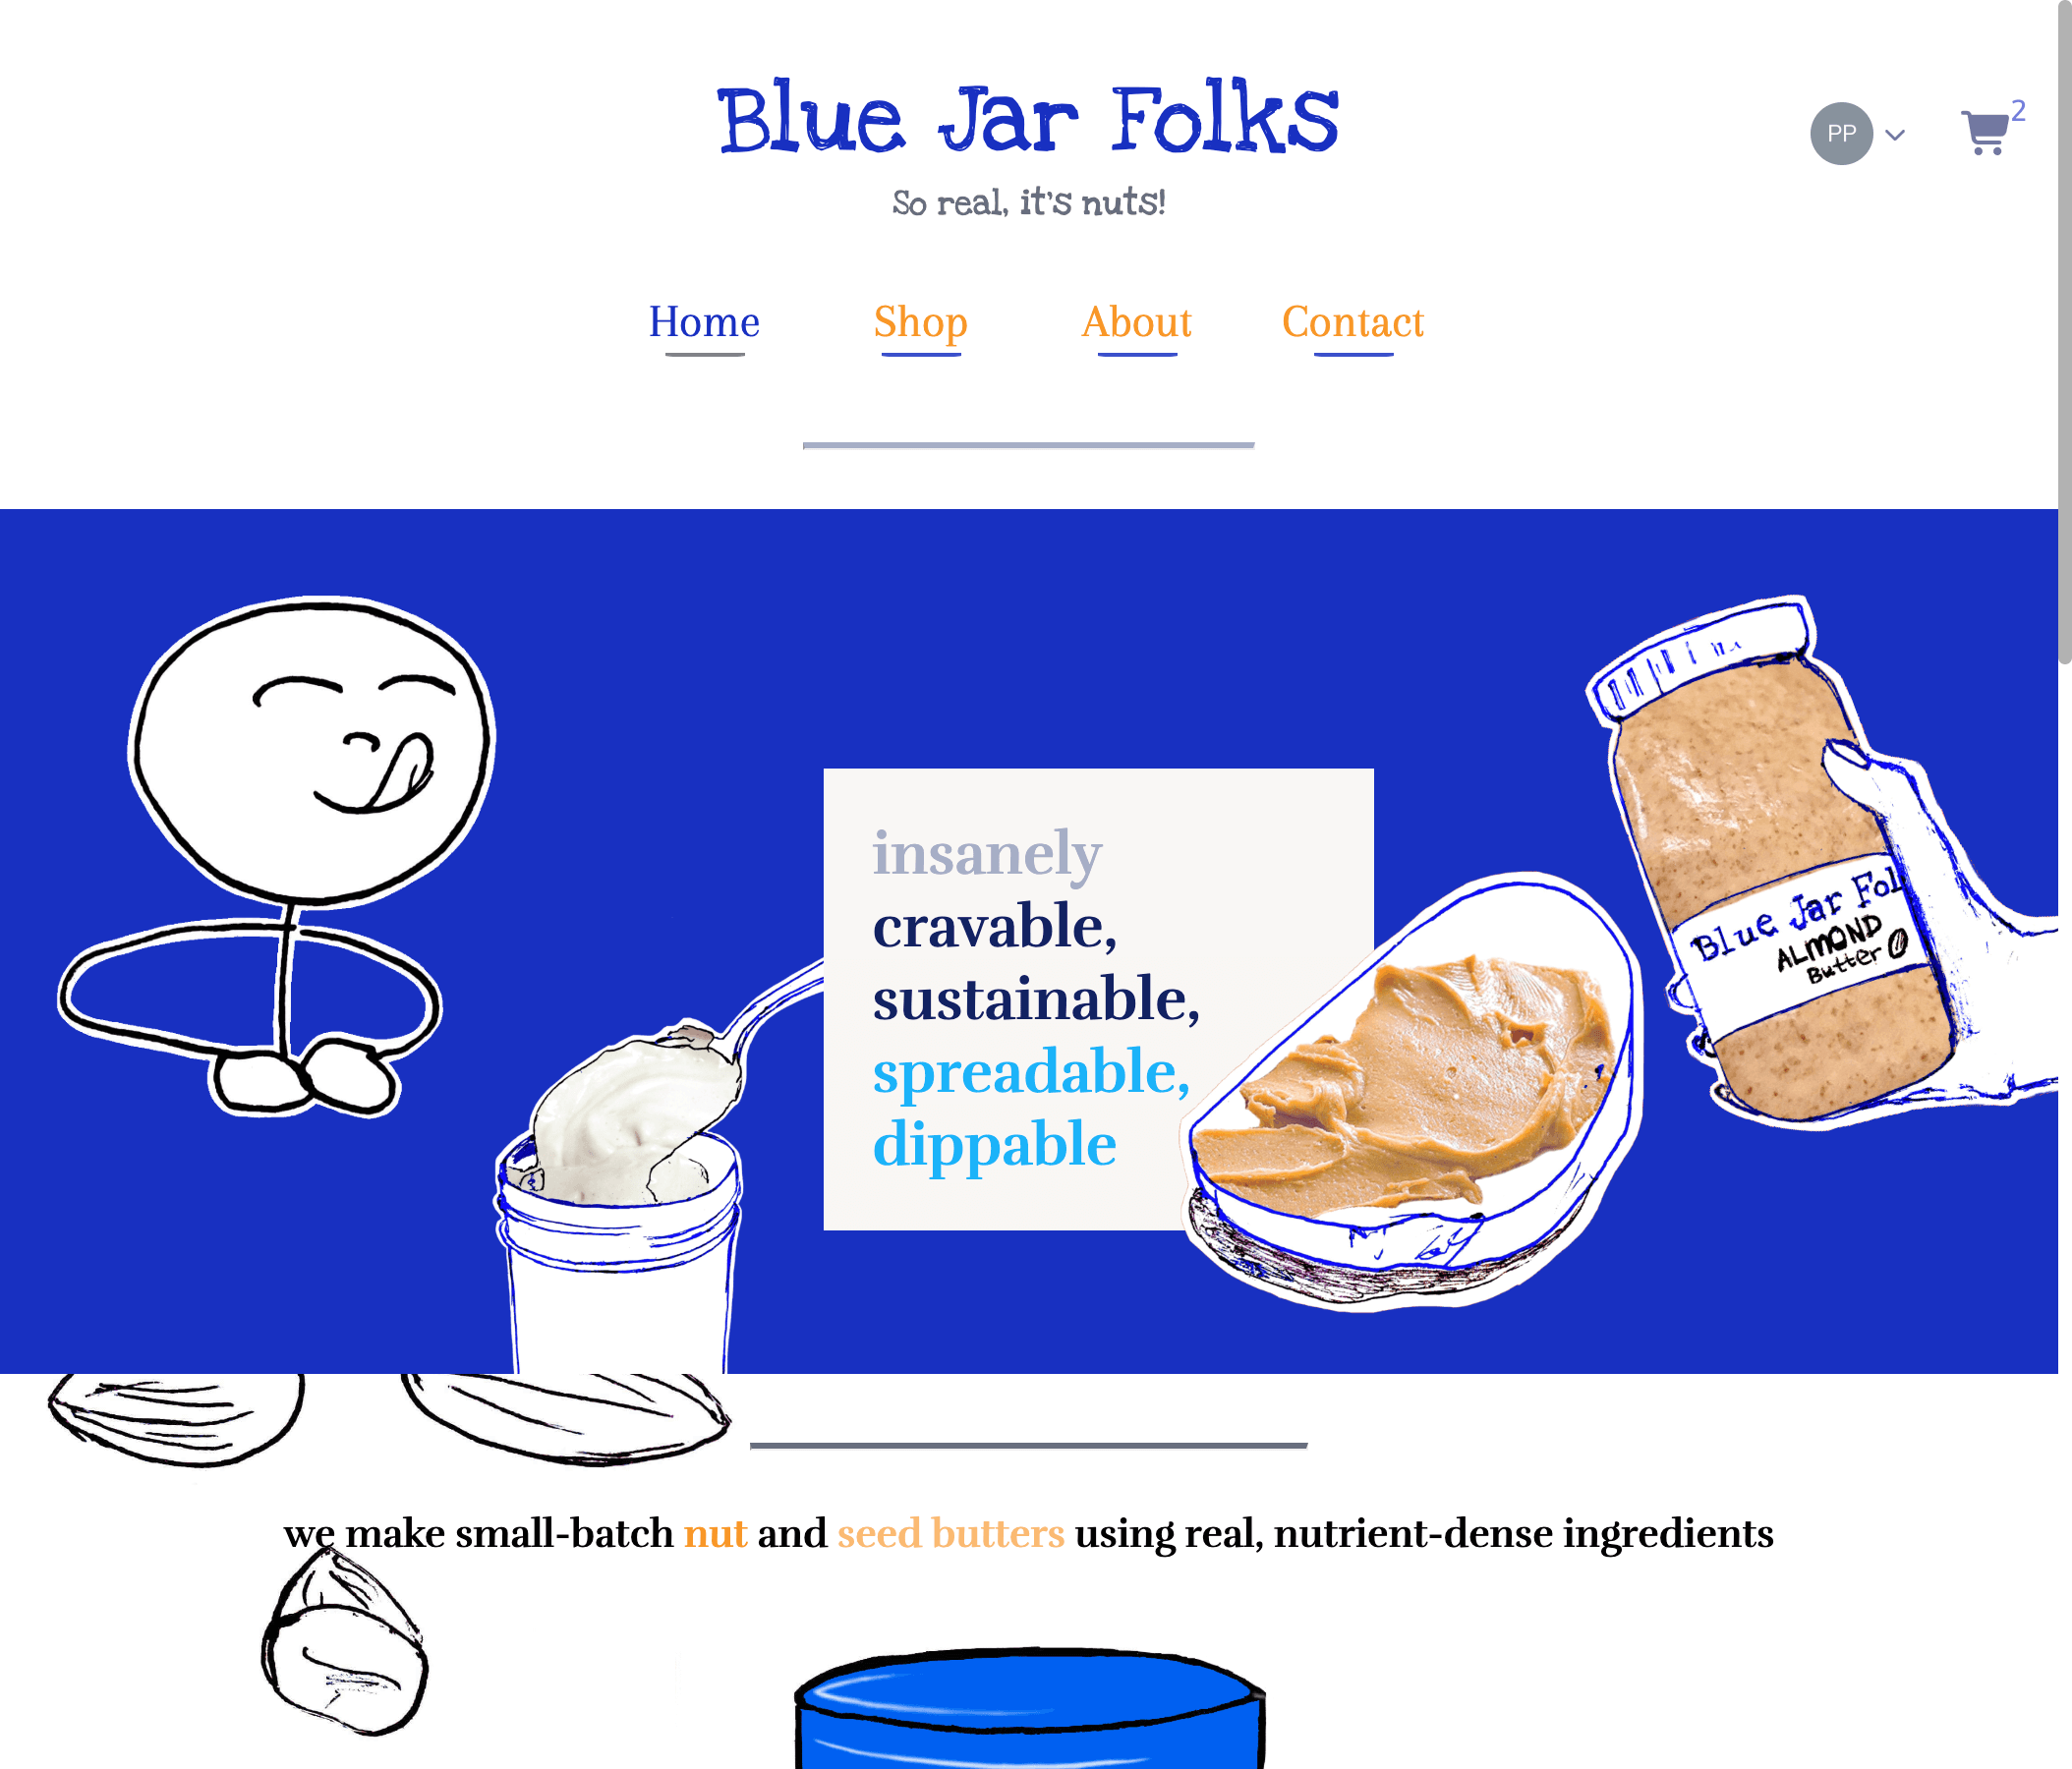 Blue Jar Folks
So real, it's nuts!
PP
2
Home Shop About Contact
insanely
cravable,
sustainable,
spreadable,
dippable
Blue Jar Fol
ALMOND
Butter
we make small-batch nut and seed butters using real, nutrient-dense ingredients